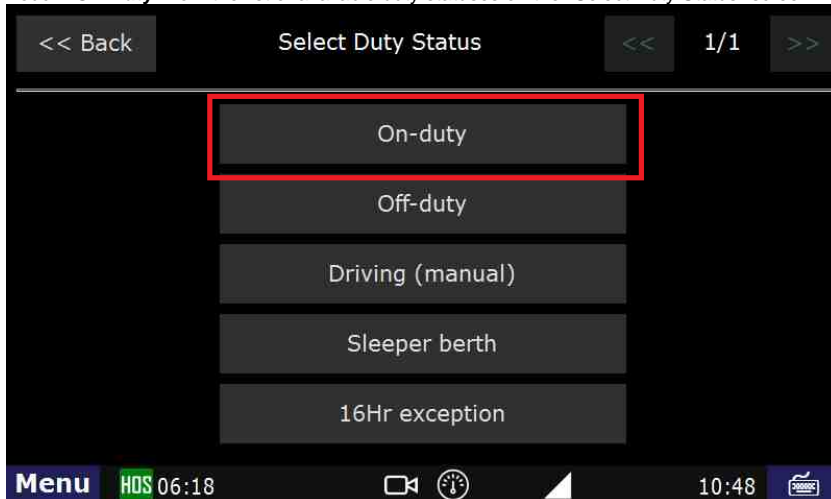 << Back Select Duty Status << 1/1 >>
On-duty
Off-duty
Driving (manual)
Sleeper berth
16Hr exception
Menu HOS 06:18 10:48